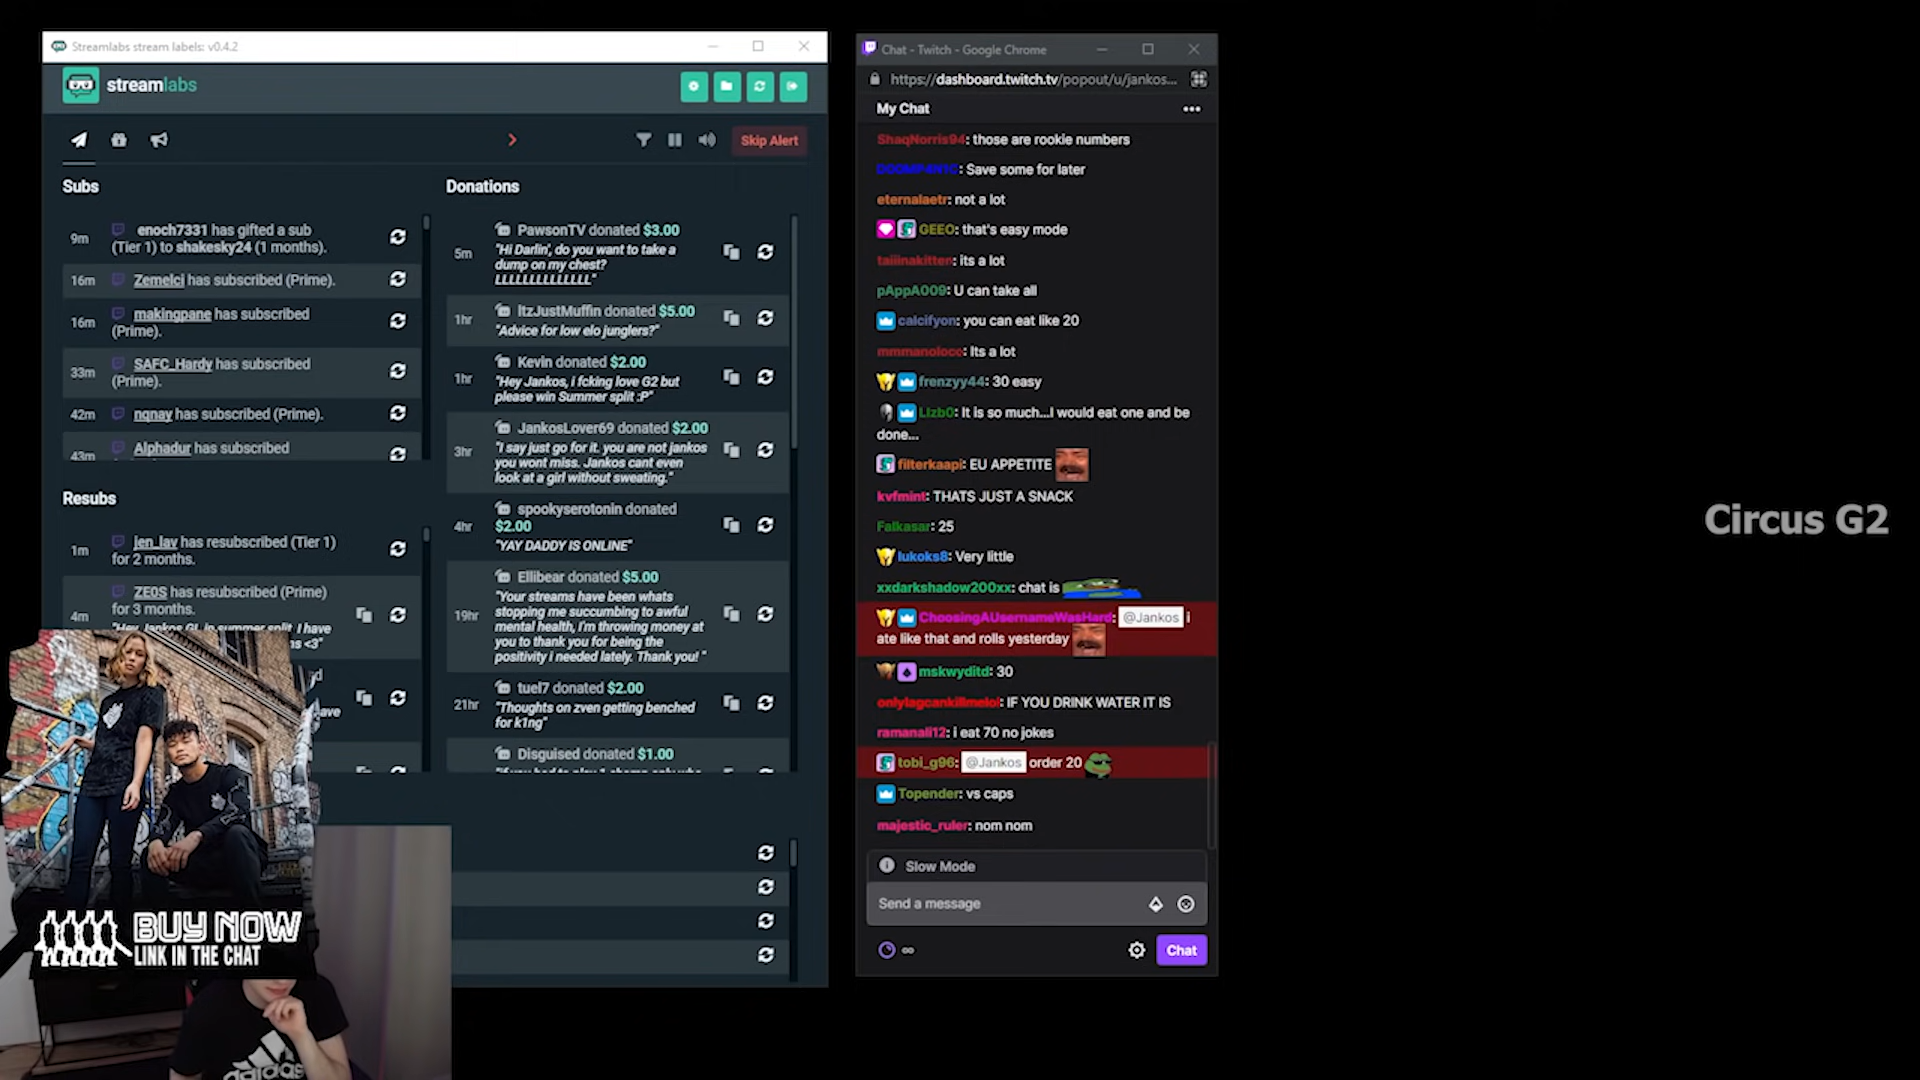 Streamlabs stream labels: v0.4.2
streamlabs
Skip Alert
Subs
9m
enoch7331 has gifted a sub
(Tier 1) to shakesky24 (1 months).
16m
Zemelci has subscribed (Prime).
16m
makingpane has subscribed
(Prime).
33m
SAFC_Hardy has subscribed
(Prime).
42m
nqnay has subscribed (Prime).
43m
Alphadur has subscribed
Resubs
1m
jen_lav has resubscribed (Tier 1)
for 2 months.
4m
ZE0S has resubscribed (Prime)
for 3 months.
"Hey Jankos GL in summer split, I have
<3"
Donations
5m
PawsonTV donated $3.00
"Hi Darlin', do you want to take a
dump on my chest?
LLLLLLLLLLLLLL"
1hr
ItzJustMuffin donated $5.00
"Advice for low elo junglers?"
1hr
Kevin donated $2.00
"Hey Jankos, i fcking love G2 but
please win Summer split :P"
3hr
JankosLover69 donated $2.00
"I say just go for it. you are not jankos
you wont miss. Jankos cant even
look at a girl without sweating."
4hr
spookyserotonin donated
$2.00
"YAY DADDY IS ONLINE"
19hr
Ellibear donated $5.00
"Your streams have been whats
stopping me succumbing to awful
mental health, I'm throwing money at
you to thank you for being the
positivity i needed lately. Thank you! "
21hr
tuel7 donated $2.00
"Thoughts on zven getting benched
for k1ng"
Disguised donated $1.00
BUY NOW
LINK IN THE CHAT
adidas
Chat - Twitch - Google Chrome
https://dashboard.twitch.tv/popout/u/jankos...
My Chat
ShaqNorris94: those are rookie numbers
DOOMP4N1C: Save some for later
eternalaetr: not a lot
GEEO: that's easy mode
taiiinakitten: its a lot
pAppA009: U can take all
calcifyon: you can eat like 20
mmmanoloco: Its a lot
frenzyy44: 30 easy
LIzb0: It is so much...I would eat one and be
done...
filterkaapi: EU APPETITE
kvfmint: THATS JUST A SNACK
Falkasar: 25
lukoks8: Very little
xxdarkshadow200xx: chat is
ChoosingAUsernameWasHard: @Jankos i
ate like that and rolls yesterday
mskwyditd: 30
onlylagcankillmelol: IF YOU DRINK WATER IT IS
ramanali12: i eat 70 no jokes
tobi_g96: @Jankos order 20
Topender: vs caps
majestic_ruler: nom nom
Slow Mode
Send a message
Chat
Circus G2